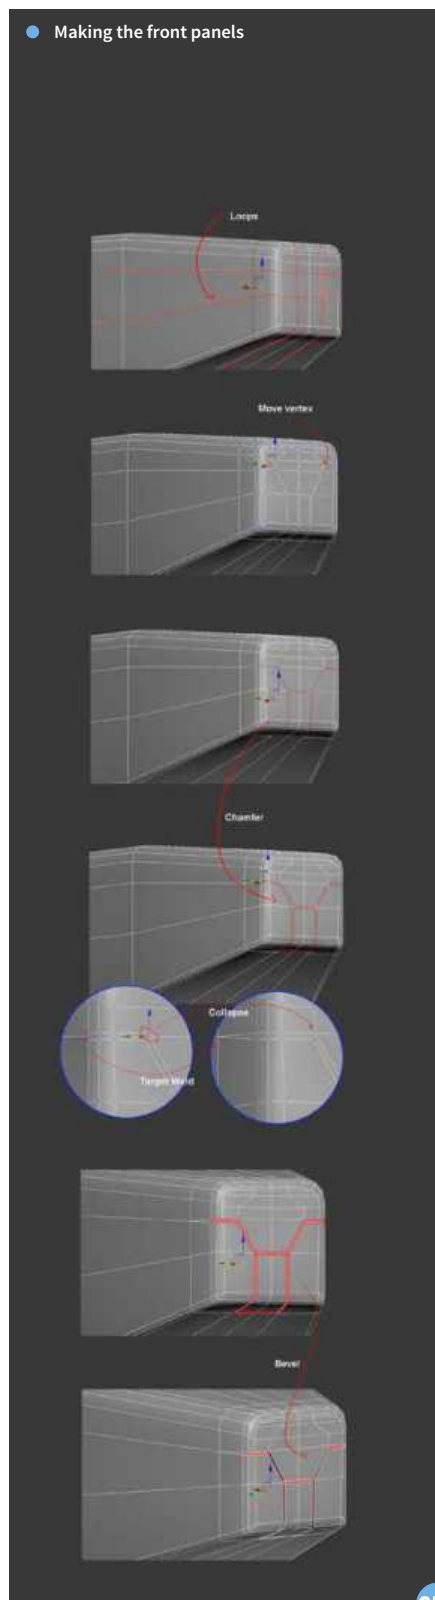 Making the front panels
Loops
Move vertex
Chamfer
Collapse
Target Weld
Bevel